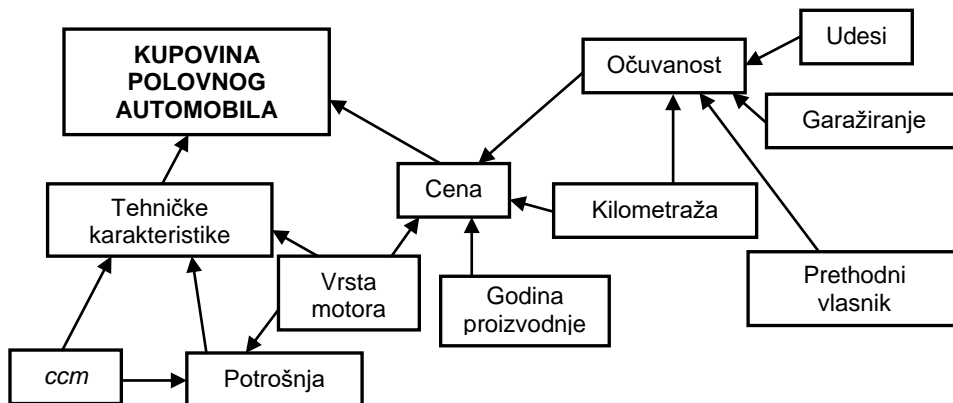 KUPOVINA
POLOVNOG
AUTOMOBILA
Očuvanost
Udesi
Garažiranje
Tehničke
karakteristike
Cena
Kilometraža
Vrsta
motora
Godina
proizvodnje
Prethodni
vlasnik
ccm
Potrošnja